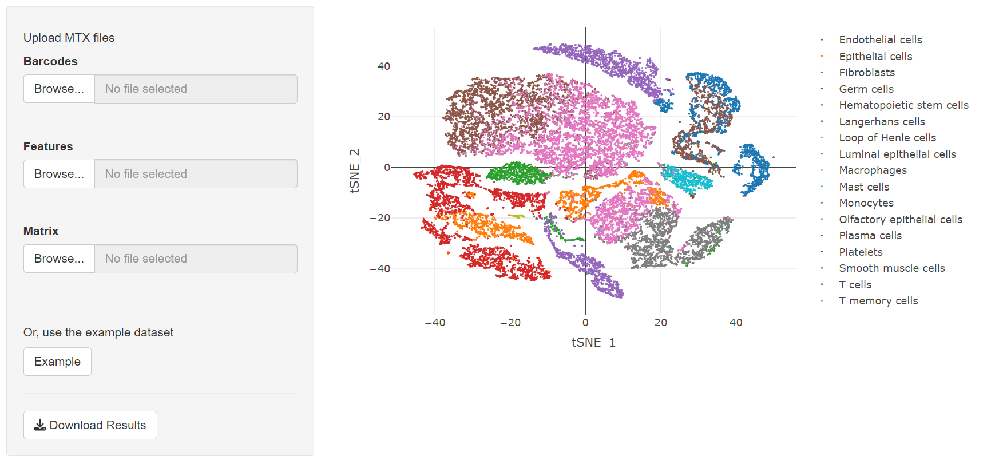 Upload MTX files
Barcodes
Browse... No file selected
Features
Browse... No file selected
Matrix
Browse... No file selected
Or, use the example dataset
Example
Download Results
tSNE_2
40
20
0
−20
−40
−40 −20 0 20 40
tSNE_1
Endothelial cells
Epithelial cells
Fibroblasts
Germ cells
Hematopoietic stem cells
Langerhans cells
Loop of Henle cells
Luminal epithelial cells
Macrophages
Mast cells
Monocytes
Olfactory epithelial cells
Plasma cells
Platelets
Smooth muscle cells
T cells
T memory cells